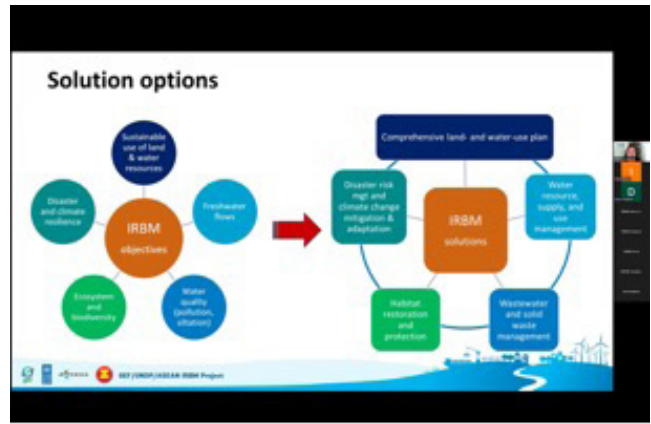 Solution options
Sustainable
use of land
& water
resources
Disaster
and climate
resilience
IRBM
objectives
Freshwater
flows
Ecosystem
and
biodiversity
Water
quality
(pollution,
siltation)
Comprehensive land- and water-use plan
Disaster risk
mgt and
climate change
mitigation &
adaptation
IRBM
solutions
Water
resource,
supply, and
use
management
Habitat
restoration
and
protection
Wastewater
and solid
waste
management
GEF/UNDP/ASEAN IRBM Project
D